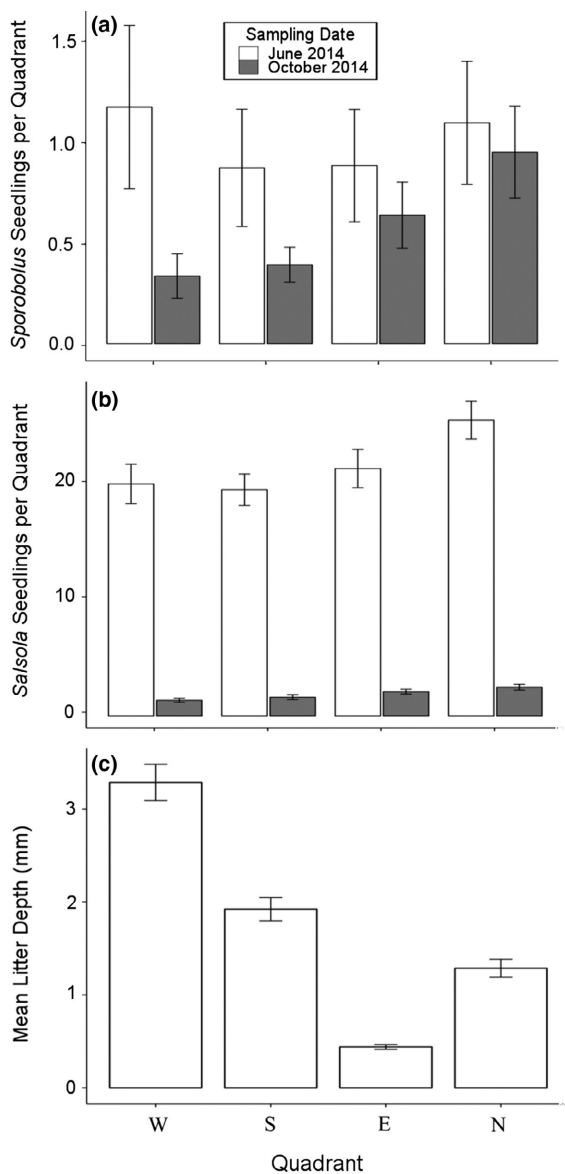 (a)
Sampling Date
June 2014
October 2014
1.5
1.0
0.5
0.0
Sporobolus Seedlings per Quadrant
(b)
20
10
0
Salsola Seedlings per Quadrant
(c)
3
2
1
0
Mean Litter Depth (mm)
W S E N
Quadrant